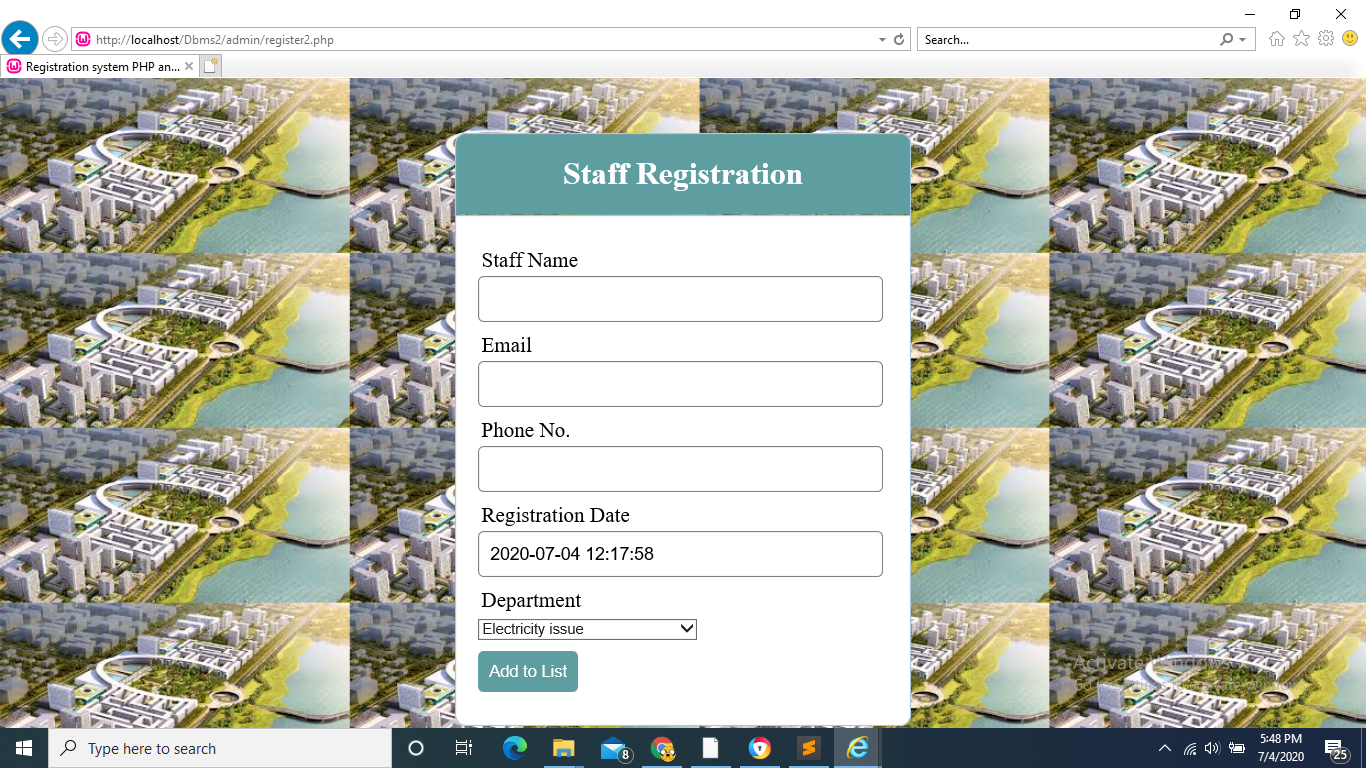 http://localhost/Dbms2/admin/register2.php
Search...
Registration system PHP an...
Staff Registration
Staff Name
Email
Phone No.
Registration Date
2020-07-04 12:17:58
Department
Electricity issue
Add to List
Activate Windows
Type here to search
8
5:48 PM
7/4/2020
25